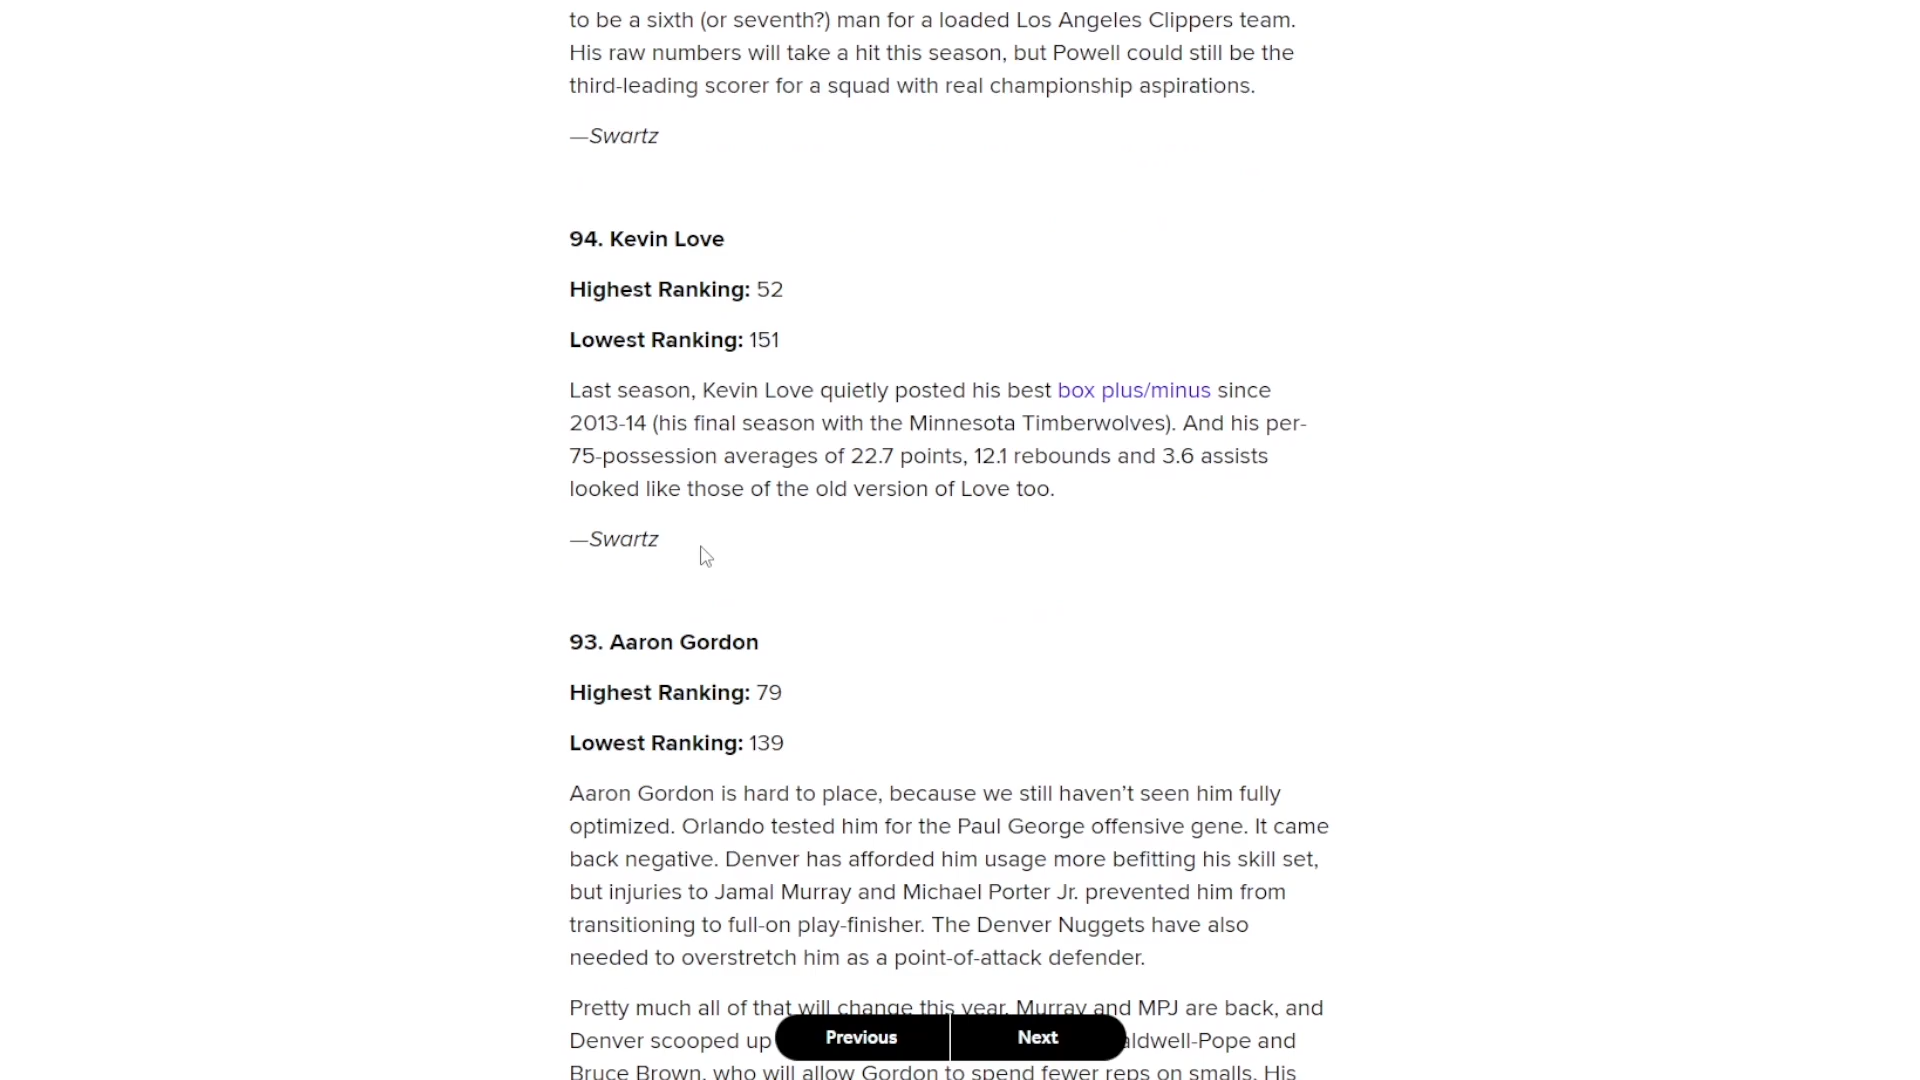 to be a sixth (or seventh?) man for a loaded Los Angeles Clippers team.
His raw numbers will take a hit this season, but Powell could still be the
third-leading scorer for a squad with real championship aspirations.
—Swartz
94. Kevin Love
Highest Ranking: 52
Lowest Ranking: 151
Last season, Kevin Love quietly posted his best box plus/minus since
2013-14 (his final season with the Minnesota Timberwolves). And his per-
75-possession averages of 22.7 points, 12.1 rebounds and 3.6 assists
looked like those of the old version of Love too.
—Swartz
93. Aaron Gordon
Highest Ranking: 79
Lowest Ranking: 139
Aaron Gordon is hard to place, because we still haven’t seen him fully
optimized. Orlando tested him for the Paul George offensive gene. It came
back negative. Denver has afforded him usage more befitting his skill set,
but injuries to Jamal Murray and Michael Porter Jr. prevented him from
transitioning to full-on play-finisher. The Denver Nuggets have also
needed to overstretch him as a point-of-attack defender.
Pretty much all of that will change this year. Murray and MPJ are back, and
Denver scooped up aldwell-Pope and
Previous Next
Bruce Brown, who will allow Gordon to spend fewer reps on smalls. His